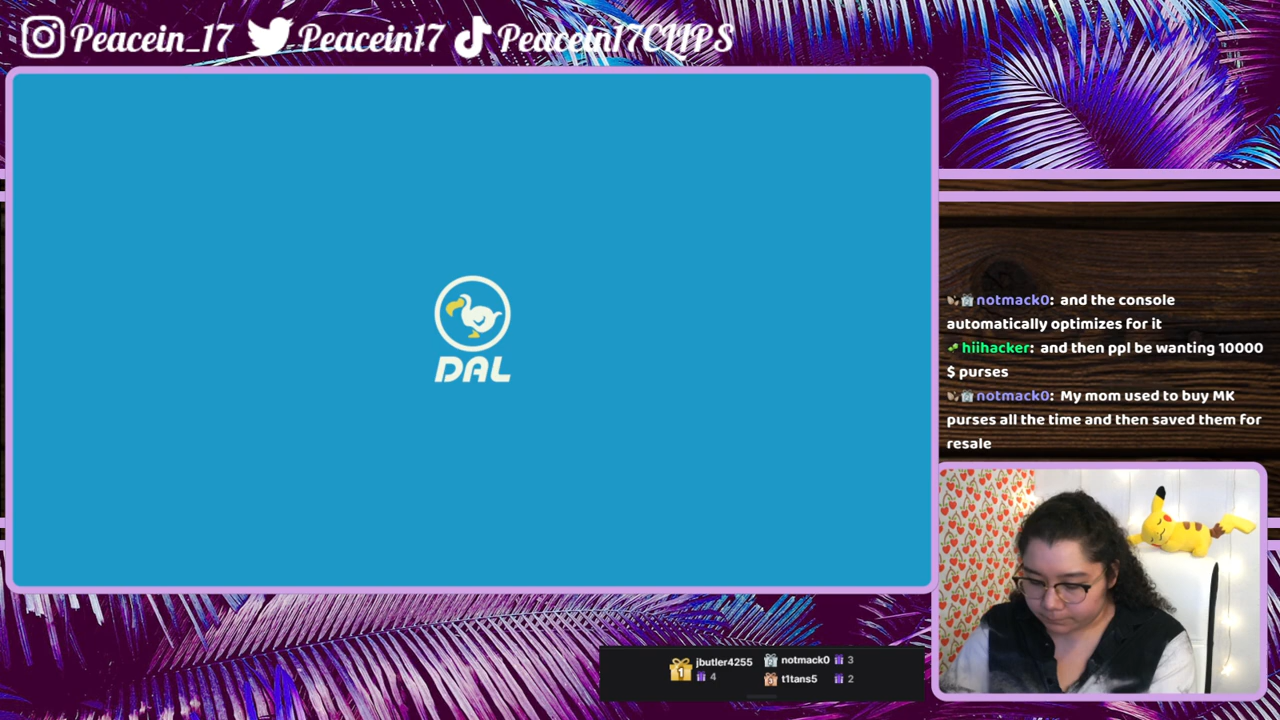 Peacein_17 Peacein17 Peacein17ClIPS
DAL
notmack0: and the console
automatically optimizes for it
hiihacker: and then ppl be wanting 10000
$ purses
notmack0: My mom used to buy MK
purses all the time and then saved them for
resale
1 jbutler4255 4
notmack0 3
t1tans5 2